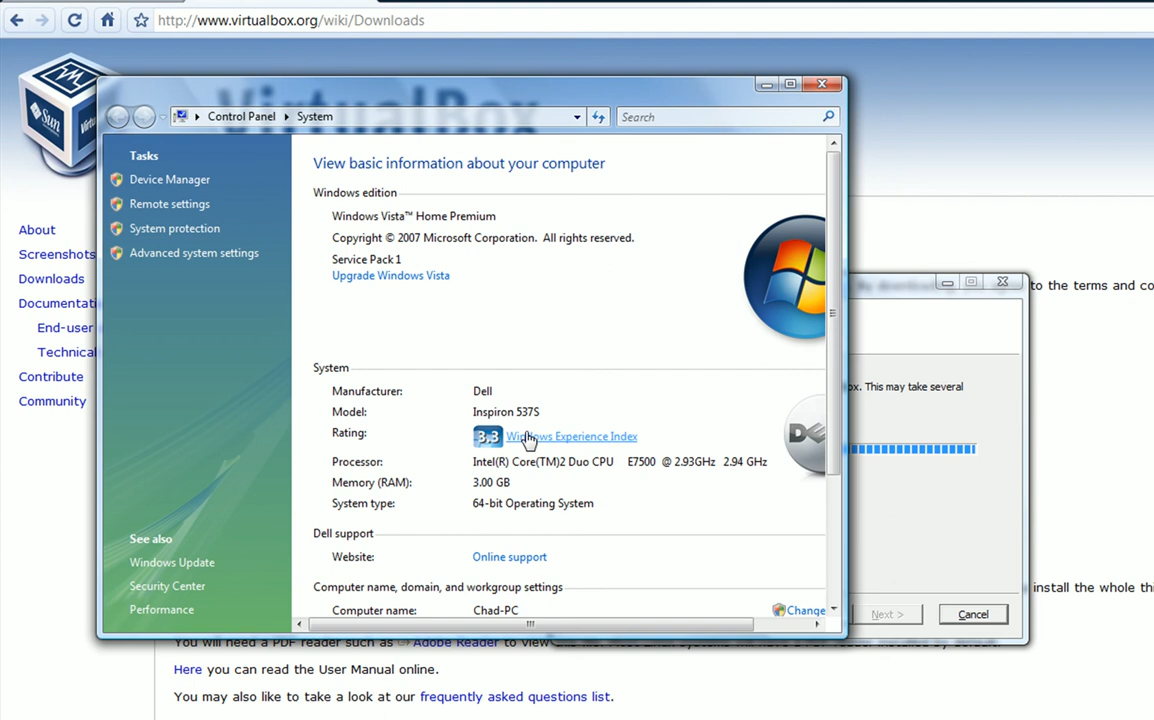 http://www.virtualbox.org/wiki/Downloads
Sun
VirtualBox
Control Panel System
Search
Tasks
Device Manager
Remote settings
System protection
Advanced system settings
See also
Windows Update
Security Center
Performance
View basic information about your computer
Windows edition
Windows Vista™ Home Premium
Copyright © 2007 Microsoft Corporation. All rights reserved.
Service Pack 1
Upgrade Windows Vista
System
Manufacturer: Dell
Model: Inspiron 537S
Rating: 3.3 Windows Experience Index
Processor: Intel(R) Core(TM)2 Duo CPU E7500 @ 2.93GHz 2.94 GHz
Memory (RAM): 3.00 GB
System type: 64-bit Operating System
Dell support
Website: Online support
Computer name, domain, and workgroup settings
Computer name: Chad-PC
Change
About
Screenshots
Downloads
Documentati
End-user
Technical
Contribute
Community
to the terms and co
ox. This may take several
install the whole thi
Next >
Cancel
You will need a PDF reader such as Adobe Reader to view
Here you can read the User Manual online.
You may also like to take a look at our frequently asked questions list.